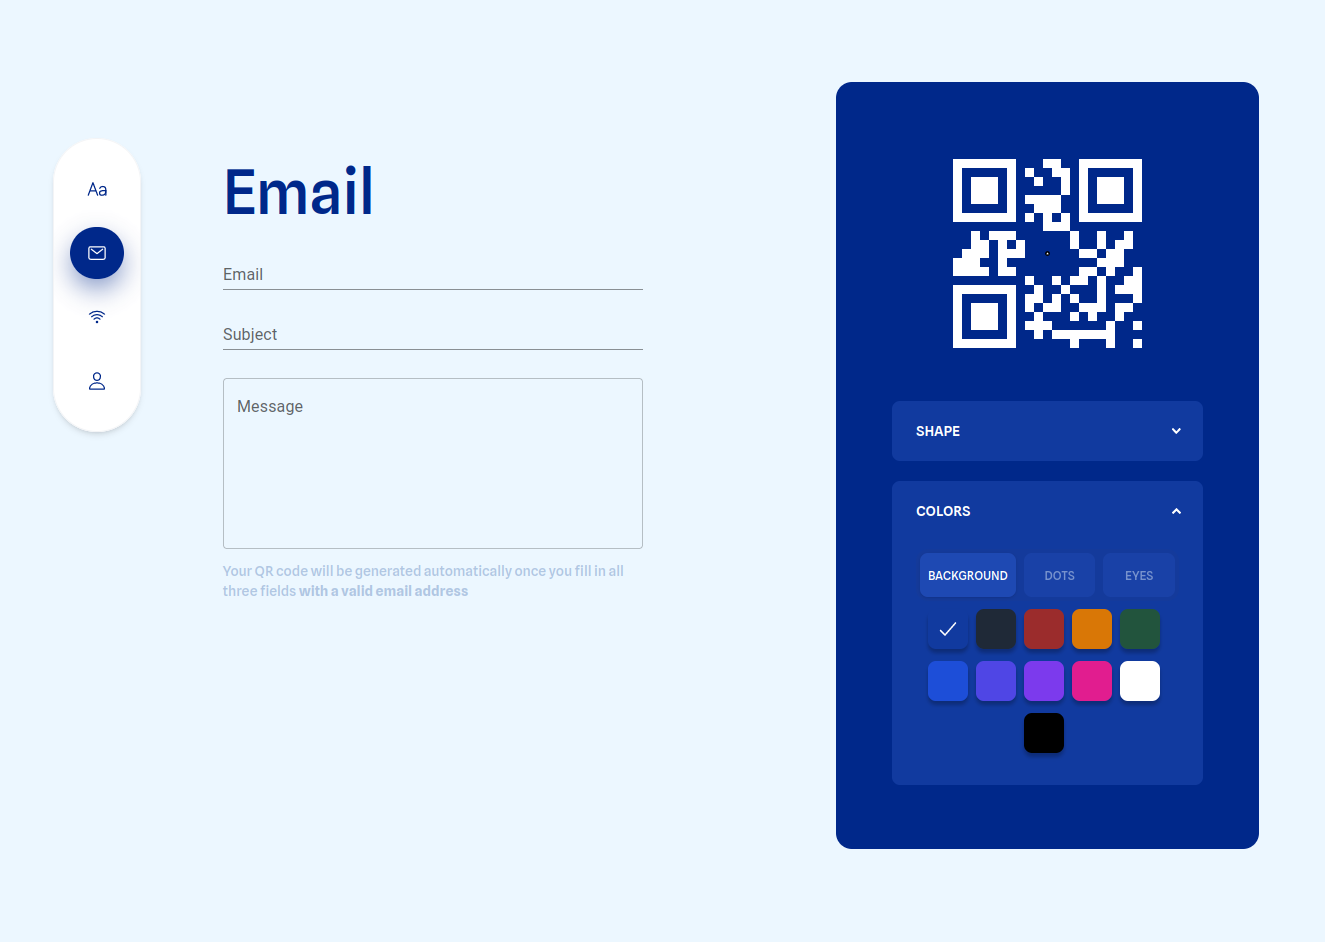 Aa
Email
Email
Subject
Message
Your QR code will be generated automatically once you fill in all
three fields with a valid email address
SHAPE
COLORS
BACKGROUND
DOTS
EYES